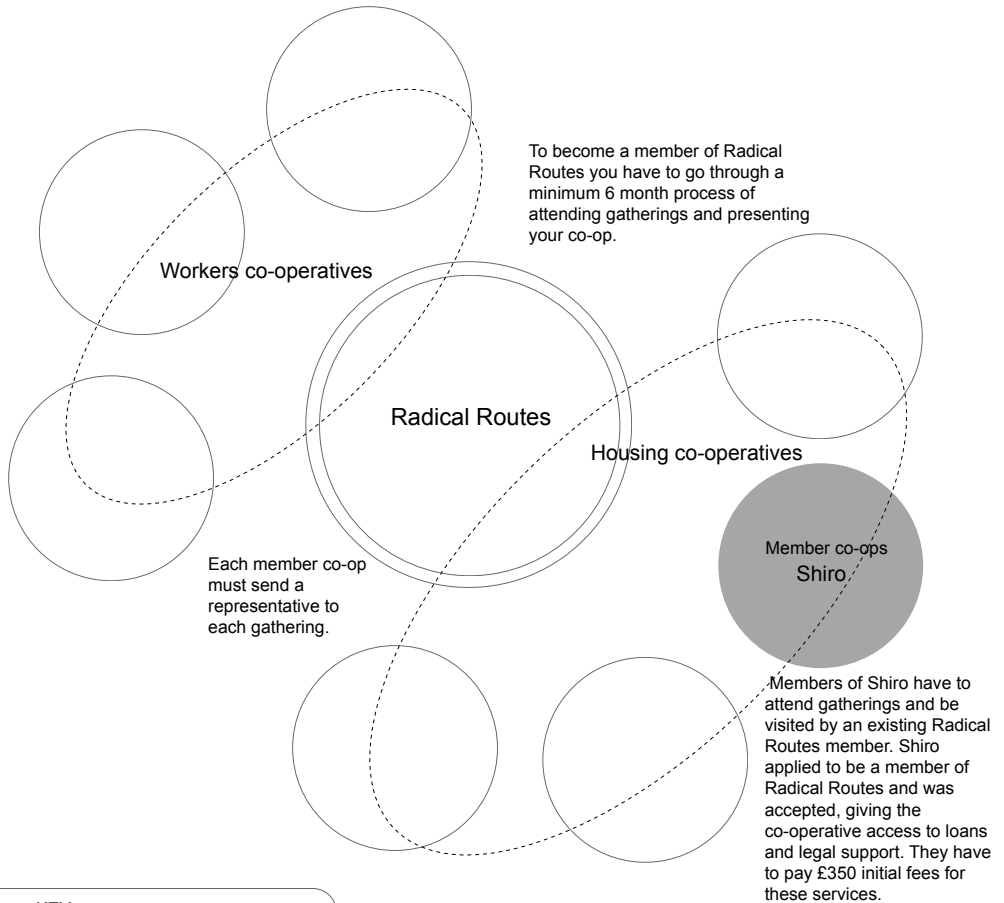 To become a member of Radical
Routes you have to go through a
minimum 6 month process of
attending gatherings and presenting
your co-op.
Workers co-operatives
Radical Routes
Housing co-operatives
Member co-ops
Shiro
Each member co-op
must send a
representative to
each gathering.
Members of Shiro have to
attend gatherings and be
visited by an existing Radical
Routes member. Shiro
applied to be a member of
Radical Routes and was
accepted, giving the
co-operative access to loans
and legal support. They have
to pay £350 initial fees for
these services.